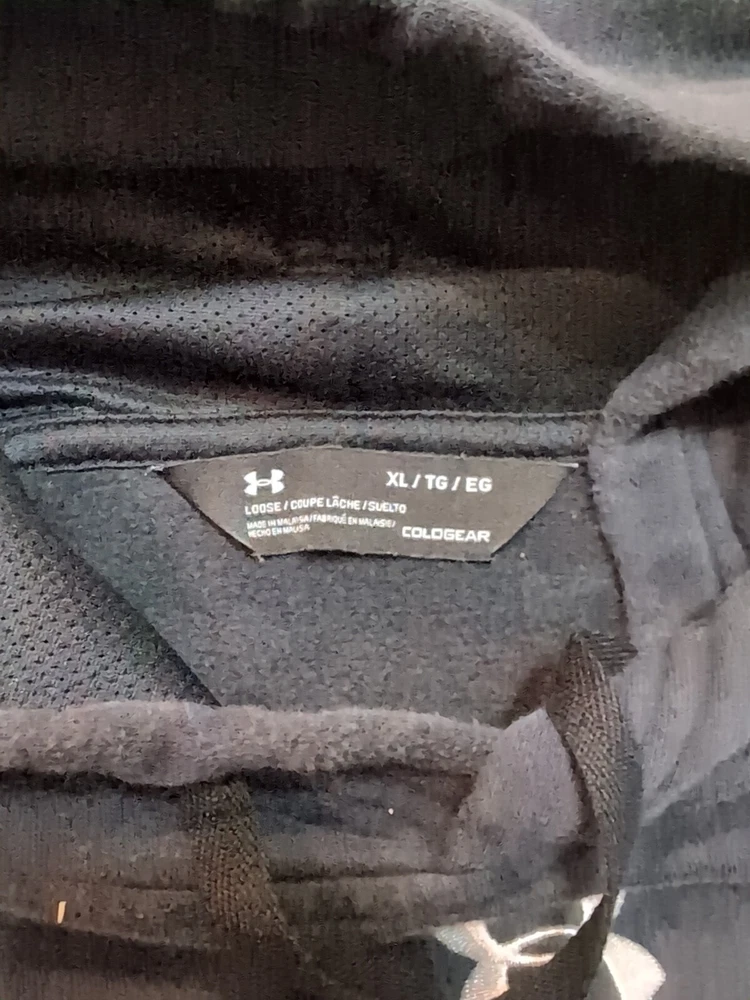 XL / TG / EG
LOOSE / COUPE LÂCHE / SUELTO
MADE IN MALAYSIA / FABRIQUÉ EN MALAISIE /
HECHO EN MALASIA
COLDGEAR